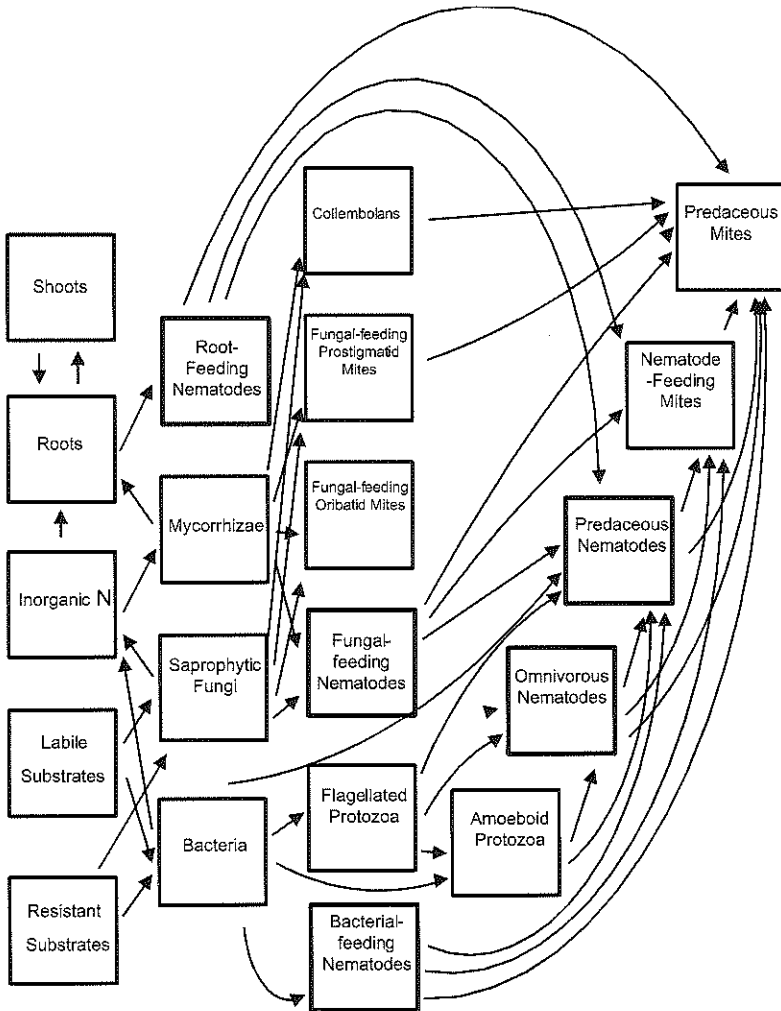 Shoots
Roots
Inorganic N
Labile
Substrates
Resistant
Substrates
Root-
Feeding
Nematodes
Mycorrhizae
Saprophytic
Fungi
Bacteria
Collembolans
Fungal-feeding
Prostigmatid
Mites
Fungal-feeding
Oribatid Mites
Fungal-
feeding
Nematodes
Flagellated
Protozoa
Bacterial-
feeding
Nematodes
Amoeboid
Protozoa
Omnivorous
Nematodes
Predaceous
Nematodes
Nematode
-Feeding
Mites
Predaceous
Mites